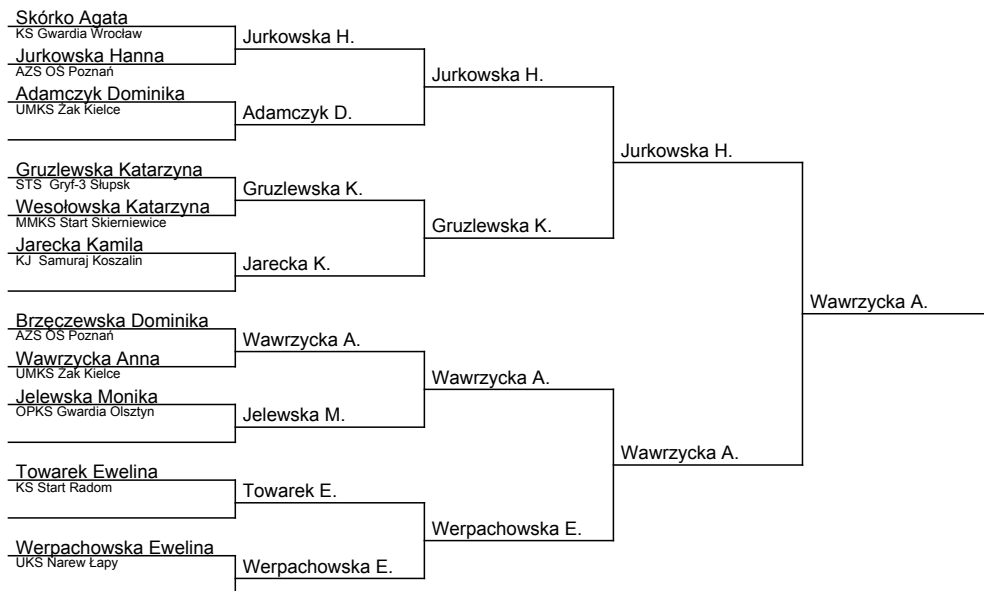 Skórko Agata
KS Gwardia Wrocław
Jurkowska Hanna
AZS OŚ Poznań
Adamczyk Dominika
UMKS Żak Kielce
Gruzlewska Katarzyna
STS Gryf-3 Słupsk
Wesołowska Katarzyna
MMKS Start Skierniewice
Jarecka Kamila
KJ Samuraj Koszalin
Brzęczewska Dominika
AZS OŚ Poznań
Wawrzycka Anna
UMKS Żak Kielce
Jelewska Monika
OPKS Gwardia Olsztyn
Towarek Ewelina
KS Start Radom
Werpachowska Ewelina
UKS Narew Łapy
Jurkowska H.
Adamczyk D.
Gruzlewska K.
Jarecka K.
Wawrzycka A.
Jelewska M.
Towarek E.
Werpachowska E.
Jurkowska H.
Gruzlewska K.
Wawrzycka A.
Werpachowska E.
Jurkowska H.
Wawrzycka A.
Wawrzycka A.